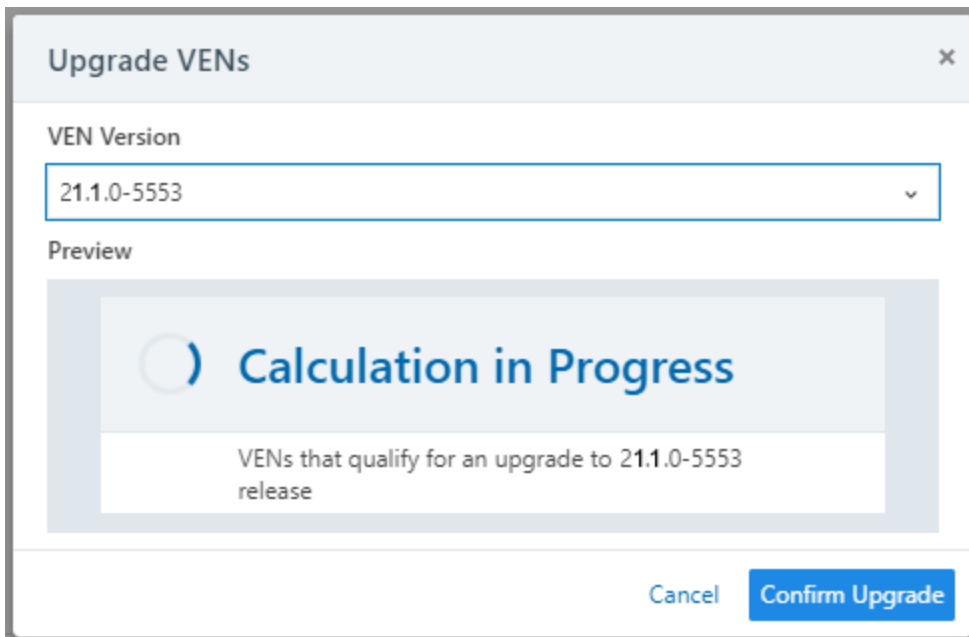 Upgrade VENs
VEN Version
21.1.0-5553
Preview
Calculation in Progress
VENs that qualify for an upgrade to 21.1.0-5553
release
Cancel
Confirm Upgrade